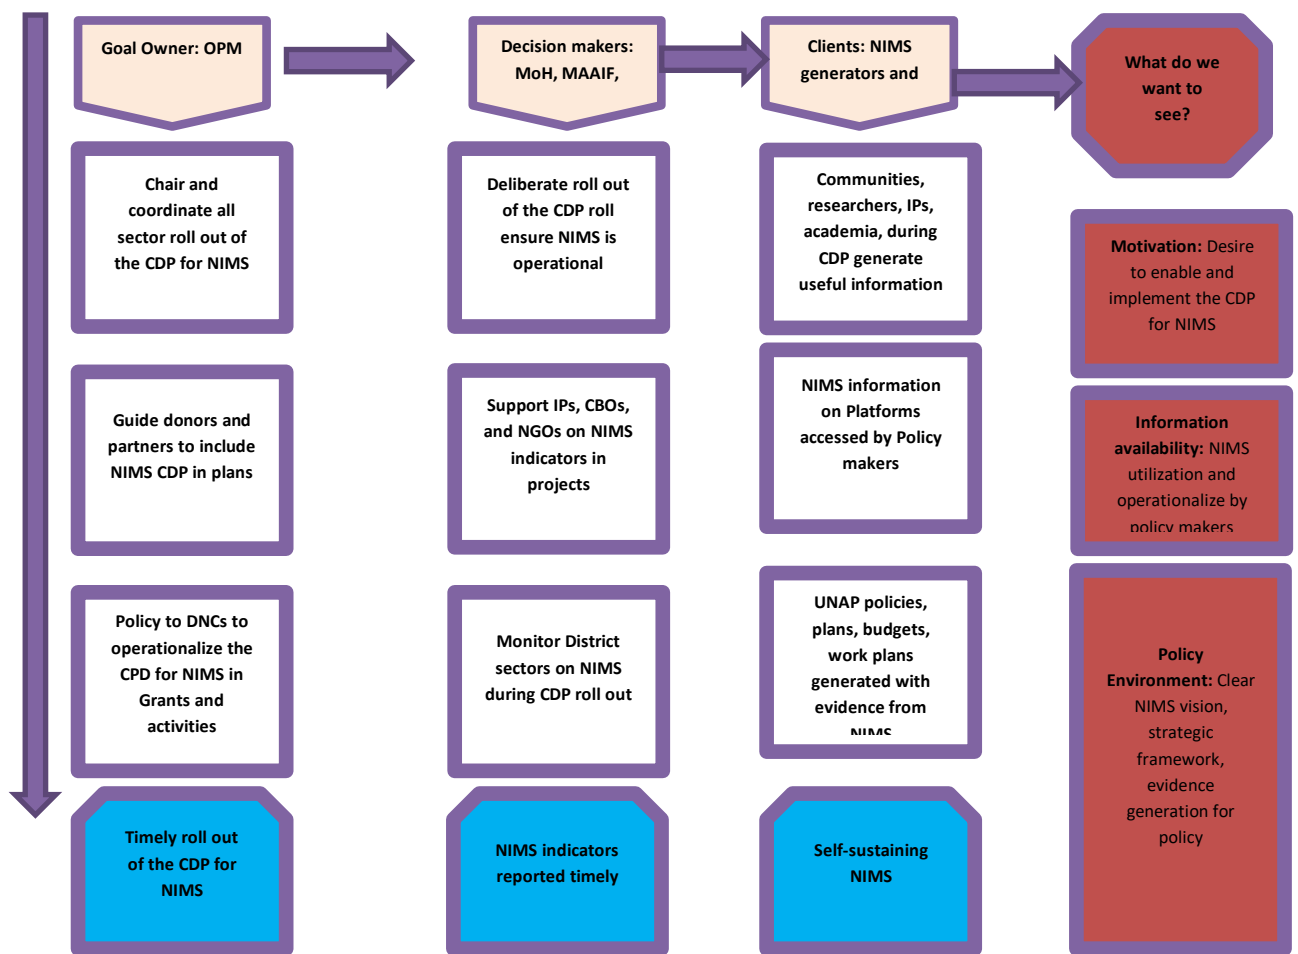 Goal Owner: OPM
Decision makers:
MoH, MAAIF,
Clients: NIMS
generators and
What do we
want to
see?
Chair and
coordinate all
sector roll out of
the CDP for NIMS
Deliberate roll out
of the CDP roll
ensure NIMS is
operational
Communities,
researchers, IPs,
academia, during
CDP generate
useful information
Motivation: Desire
to enable and
implement the CDP
for NIMS
Guide donors and
partners to include
NIMS CDP in plans
Support IPs, CBOs,
and NGOs on NIMS
indicators in
projects
NIMS information
on Platforms
accessed by Policy
makers
Information
availability: NIMS
utilization and
operationalize by
policy makers
Policy to DNCs to
operationalize the
CPD for NIMS in
Grants and
activities
Monitor District
sectors on NIMS
during CDP roll out
UNAP policies,
plans, budgets,
work plans
generated with
evidence from
NIMS
Policy
Environment: Clear
NIMS vision,
strategic
framework,
evidence
generation for
policy
Timely roll out
of the CDP for
NIMS
NIMS indicators
reported timely
Self-sustaining
NIMS